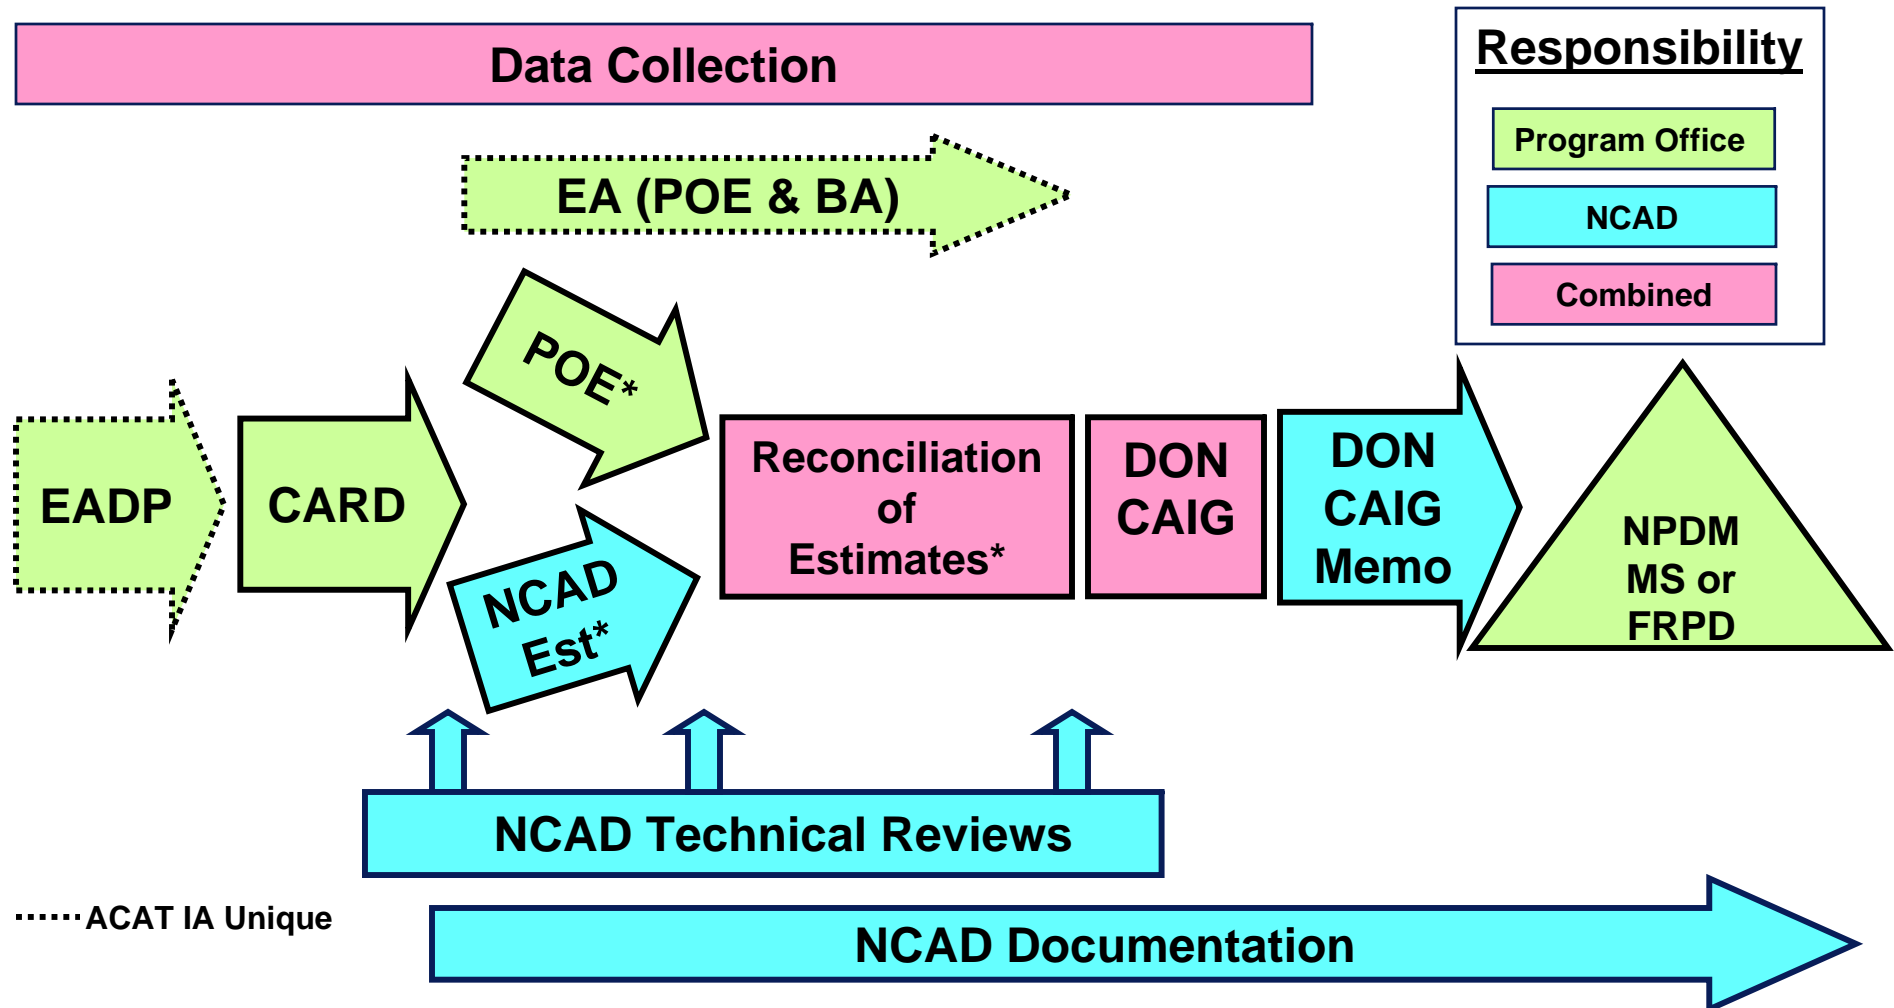 Data Collection
Responsibility
Program Office
NCAD
Combined
EA (POE & BA)
POE*
EADP
CARD
NCAD
Est*
Reconciliation
of
Estimates*
DON
CAIG
DON
CAIG
Memo
NPDM
MS or
FRPD
NCAD Technical Reviews
ACAT IA Unique
NCAD Documentation